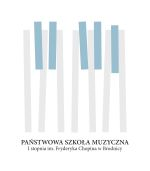 PAŃSTWOWA SZKOŁA MUZYCZNA
I stopnia im. Fryderyka Chopina w Brodnicy